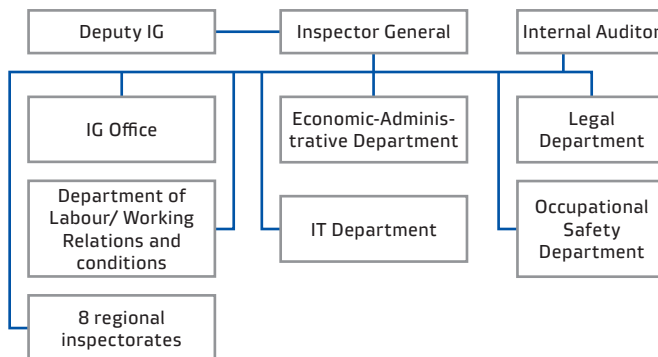 Deputy IG
Inspector General
Internal Auditor
IG Office
Economic-Adminis-
trative Department
Legal
Department
Department of
Labour/ Working
Relations and
conditions
IT Department
Occupational
Safety
Department
8 regional
inspectorates